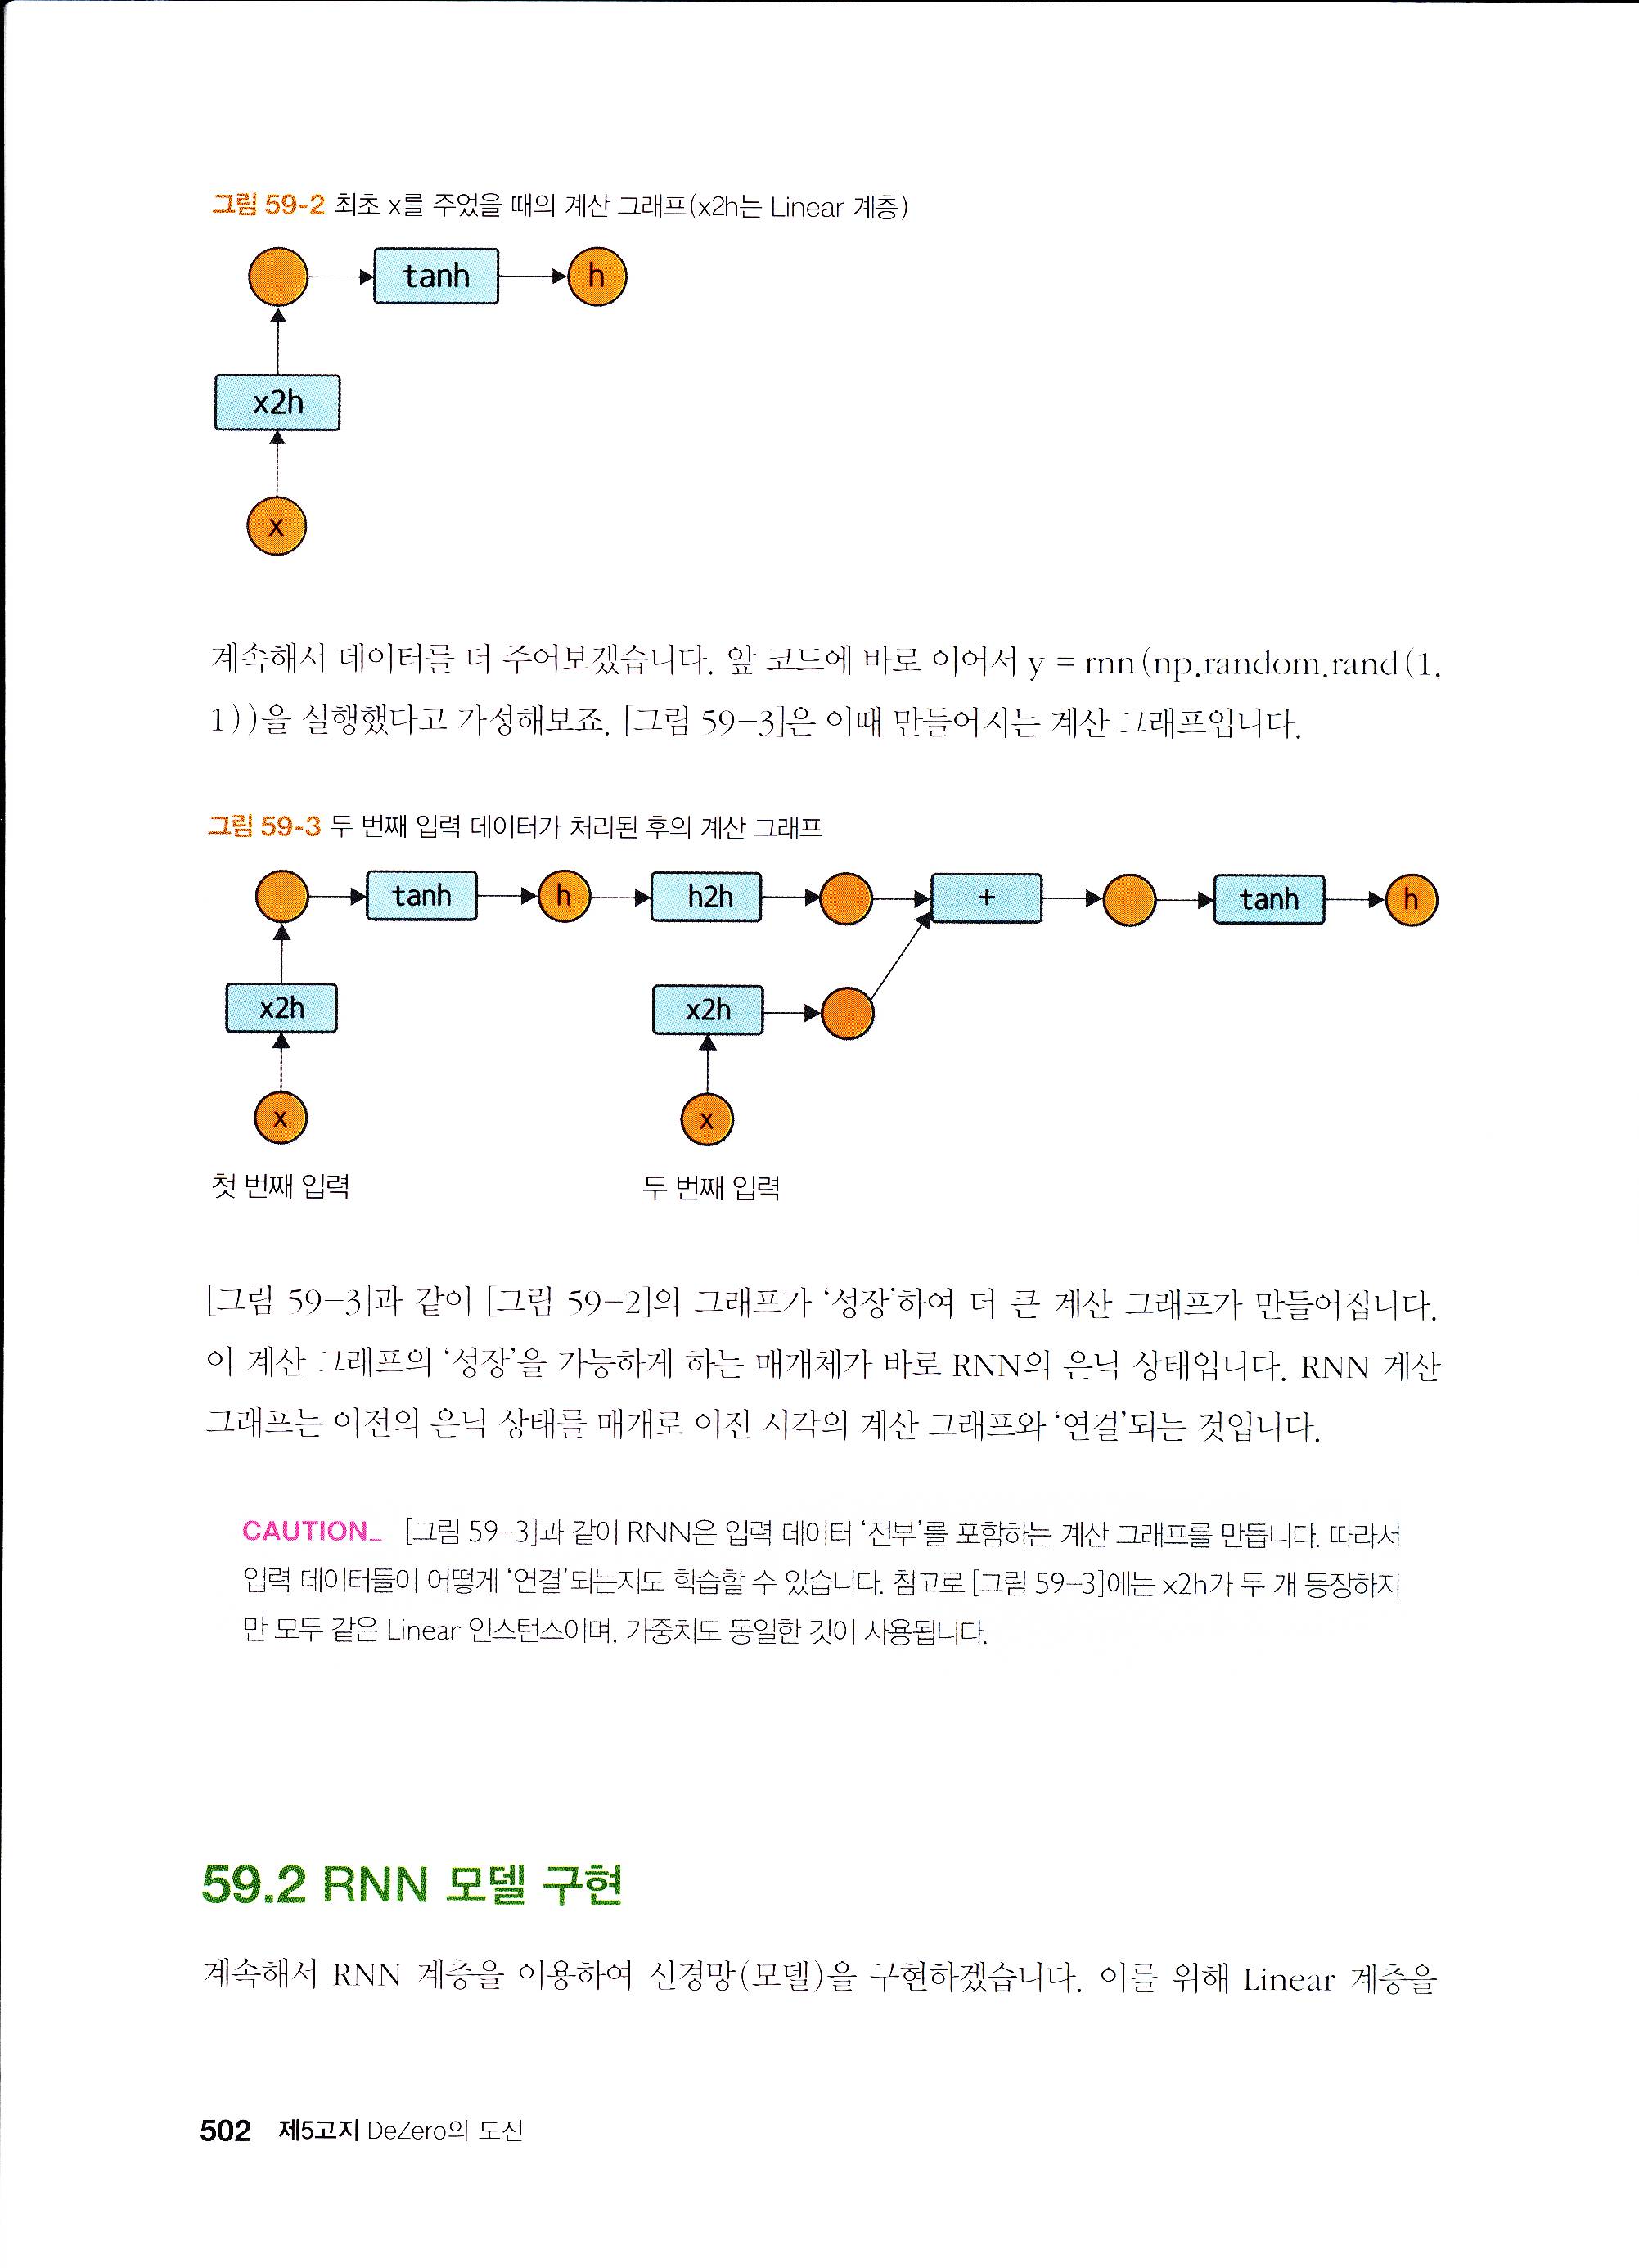 그림 59-2 최초 x를 주었을 때의 계산 그래프(x2h는 Linear 계층)
tanh
h
x2h
x
계속해서 데이터를 더 주어보겠습니다. 앞 코드에 바로 이어서 y = rnn(np.random.rand(1,
1))을 실행했다고 가정해보죠. [그림 59-3]은 이때 만들어지는 계산 그래프입니다.
그림 59-3 두 번째 입력 데이터가 처리된 후의 계산 그래프
tanh
h
h2h
+
tanh
h
x2h
x2h
x
x
첫 번째 입력
두 번째 입력
[그림 59-3]과 같이 [그림 59-2]의 그래프가 ‘성장’하여 더 큰 계산 그래프가 만들어집니다.
이 계산 그래프의 ‘성장’을 가능하게 하는 매개체가 바로 RNN의 은닉 상태입니다. RNN 계산
그래프는 이전의 은닉 상태를 매개로 이전 시각의 계산 그래프와 ‘연결’되는 것입니다.
CAUTION_ [그림 59-3]과 같이 RNN은 입력 데이터 ‘전부’를 포함하는 계산 그래프를 만듭니다. 따라서
입력 데이터들이 어떻게 ‘연결’되는지도 학습할 수 있습니다. 참고로 [그림 59-3]에는 x2h가 두 개 등장하지
만 모두 같은 Linear 인스턴스이며, 가중치도 동일한 것이 사용됩니다.
59.2 RNN 모델 구현
계속해서 RNN 계층을 이용하여 신경망(모델)을 구현하겠습니다. 이를 위해 Linear 계층을
502 제5고지 DeZero의 도전